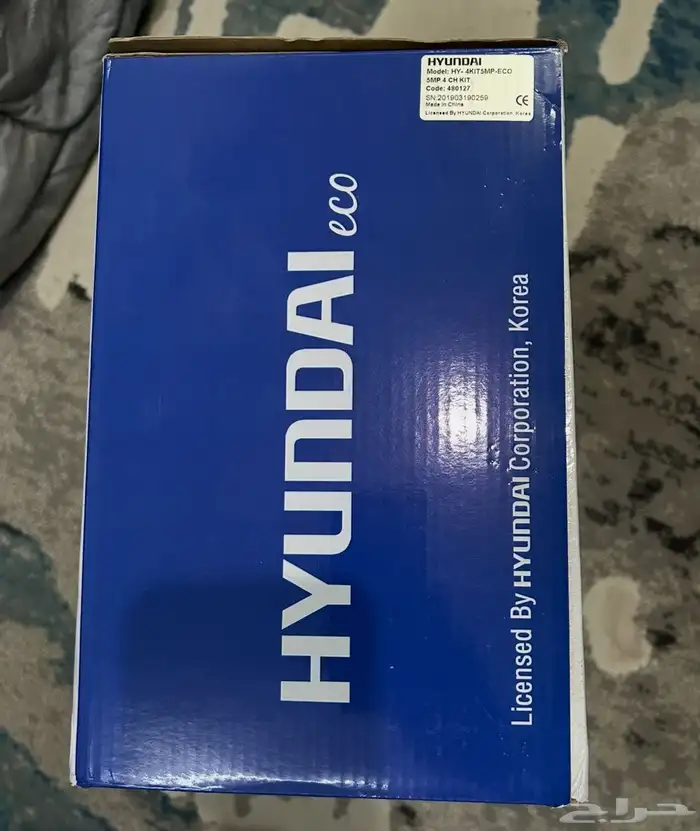 HYUNDAI
Model: HY- 4KIT5MP-ECO
5MP 4 CH KIT
Code: 480127
SN:201903190259
Made in China
CE
Licensed By HYUNDAI Corporation, Korea
HYUNDAI eco
Licensed By HYUNDAI Corporation, Korea
حراج